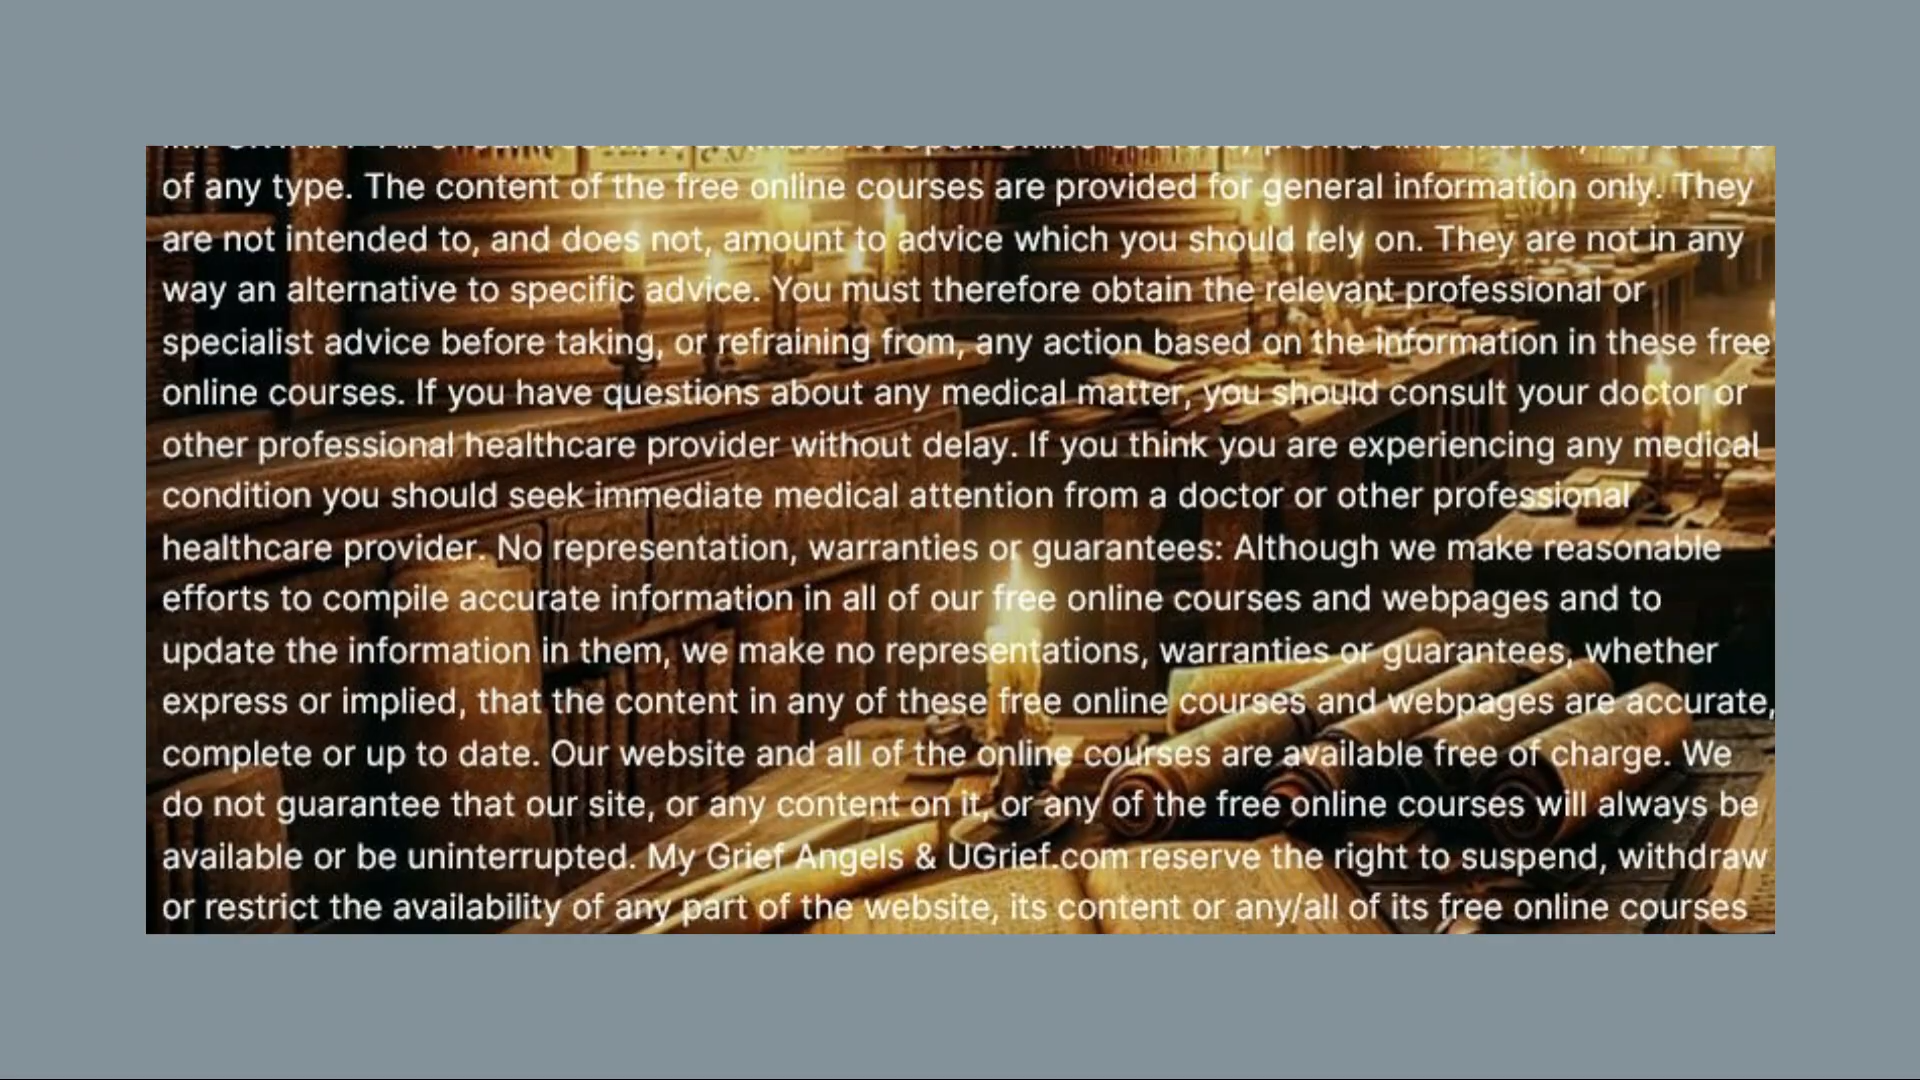 of any type. The content of the free online courses are provided for general information only. They
are not intended to, and does not, amount to advice which you should rely on. They are not in any
way an alternative to specific advice. You must therefore obtain the relevant professional or
specialist advice before taking, or refraining from, any action based on the information in these free
online courses. If you have questions about any medical matter, you should consult your doctor or
other professional healthcare provider without delay. If you think you are experiencing any medical
condition you should seek immediate medical attention from a doctor or other professional
healthcare provider. No representation, warranties or guarantees: Although we make reasonable
efforts to compile accurate information in all of our free online courses and webpages and to
update the information in them, we make no representations, warranties or guarantees, whether
express or implied, that the content in any of these free online courses and webpages are accurate,
complete or up to date. Our website and all of the online courses are available free of charge. We
do not guarantee that our site, or any content on it, or any of the free online courses will always be
available or be uninterrupted. My Grief Angels & UGrief.com reserve the right to suspend, withdraw
or restrict the availability of any part of the website, its content or any/all of its free online courses